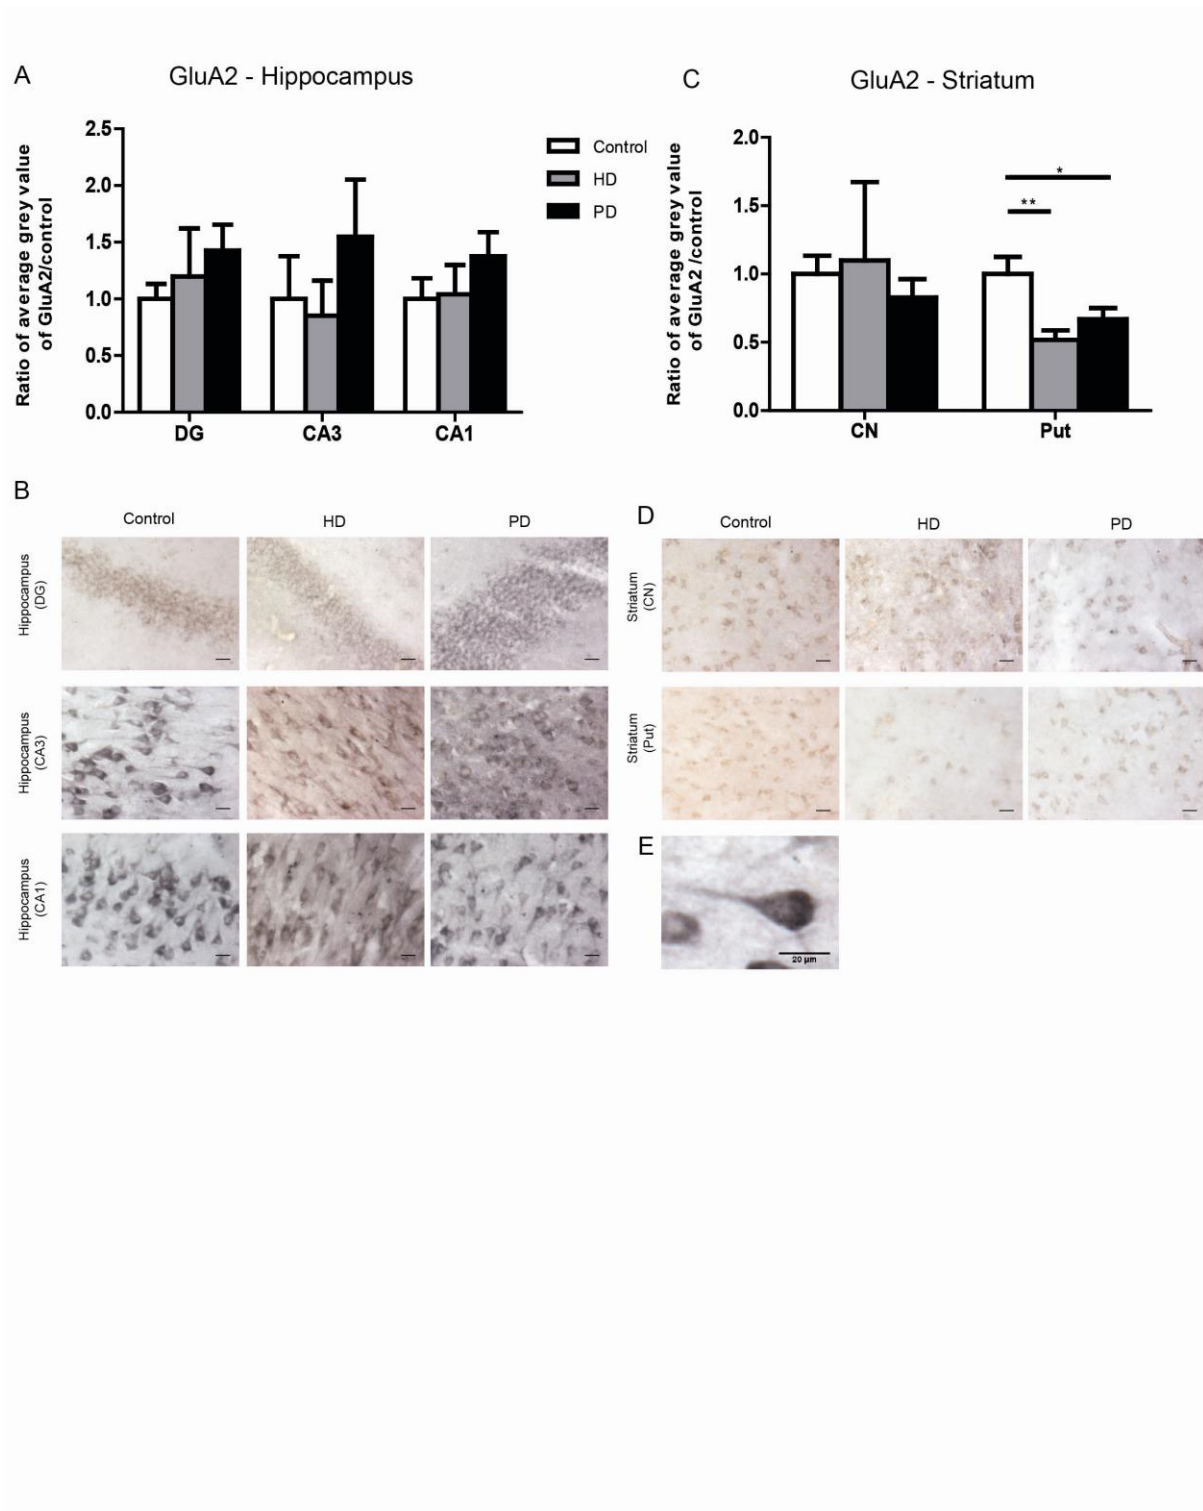 A
GluA2 - Hippocampus
Ratio of average grey value
of GluA2/control
2.5
2.0
1.5
1.0
0.5
0.0
DG
CA3
CA1
Control
HD
PD
C
GluA2 - Striatum
Ratio of average grey value
of GluA2 /control
2.0
1.5
1.0
0.5
0.0
*
**
CN
Put
B
Control
HD
PD
Hippocampus
(DG)
Hippocampus
(CA3)
Hippocampus
(CA1)
D
Control
HD
PD
Striatum
(CN)
Striatum
(Put)
E
20 µm